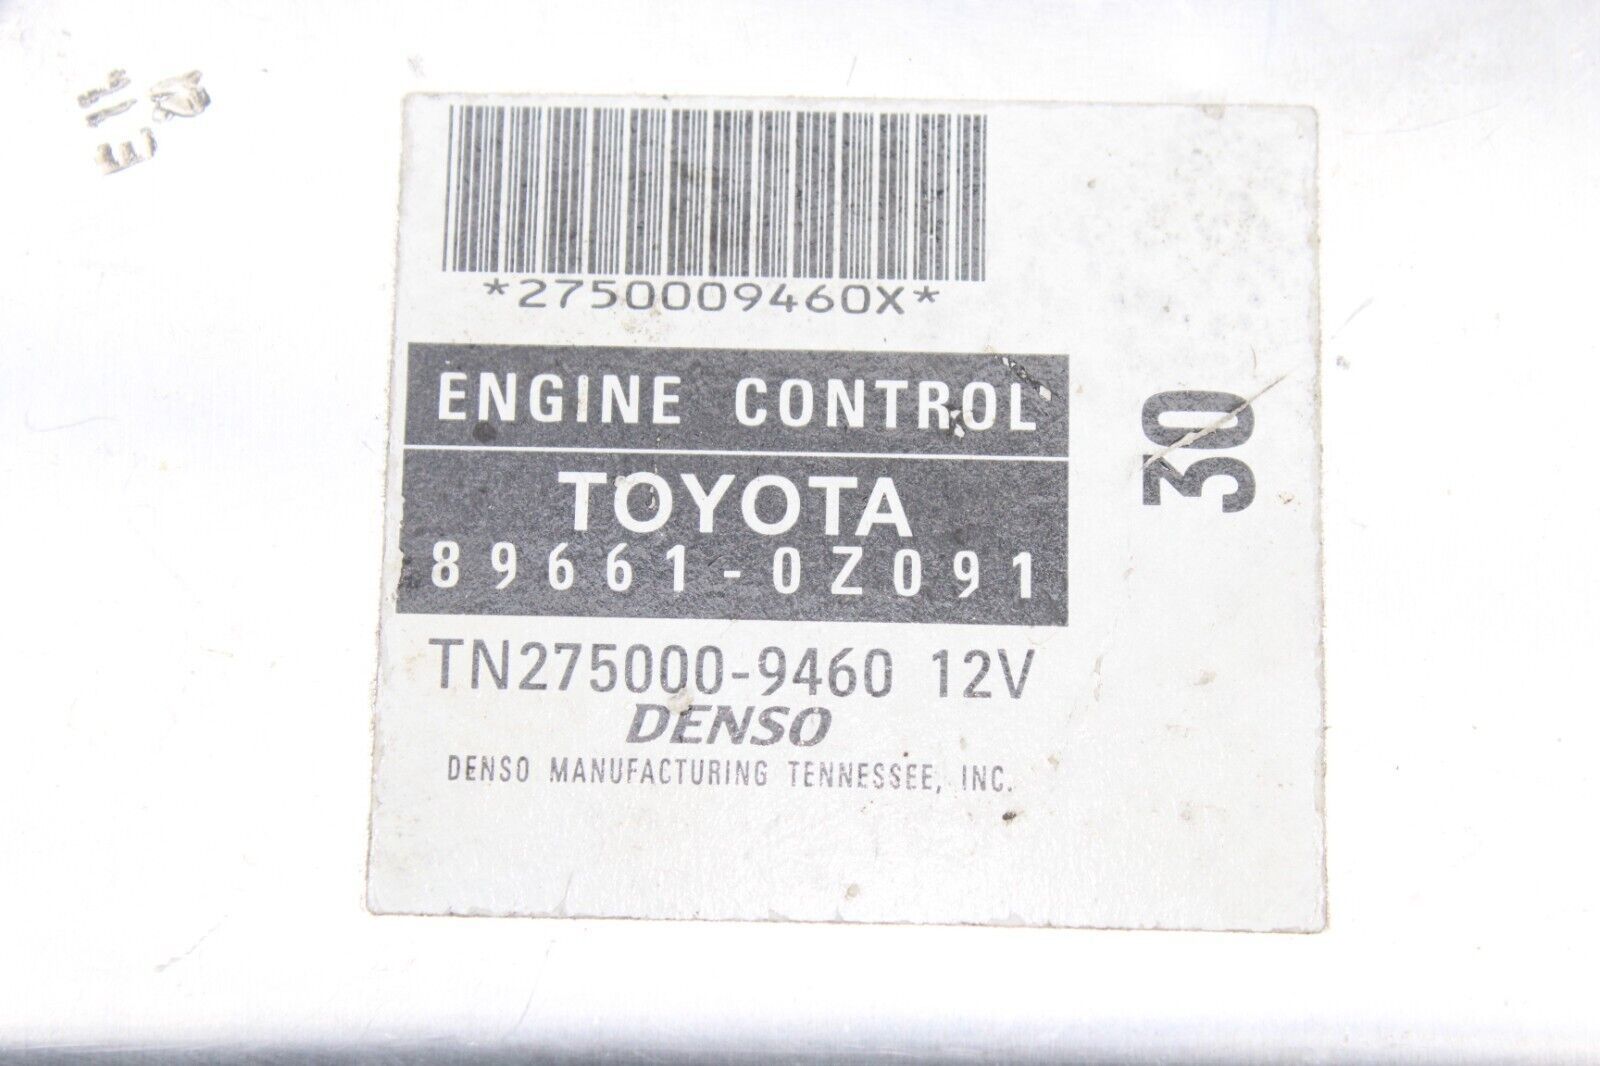 *2750009460X*
ENGINE CONTROL
TOYOTA
89661-0Z091
TN275000-9460 12V
DENSO
DENSO MANUFACTURING TENNESSEE, INC.
30